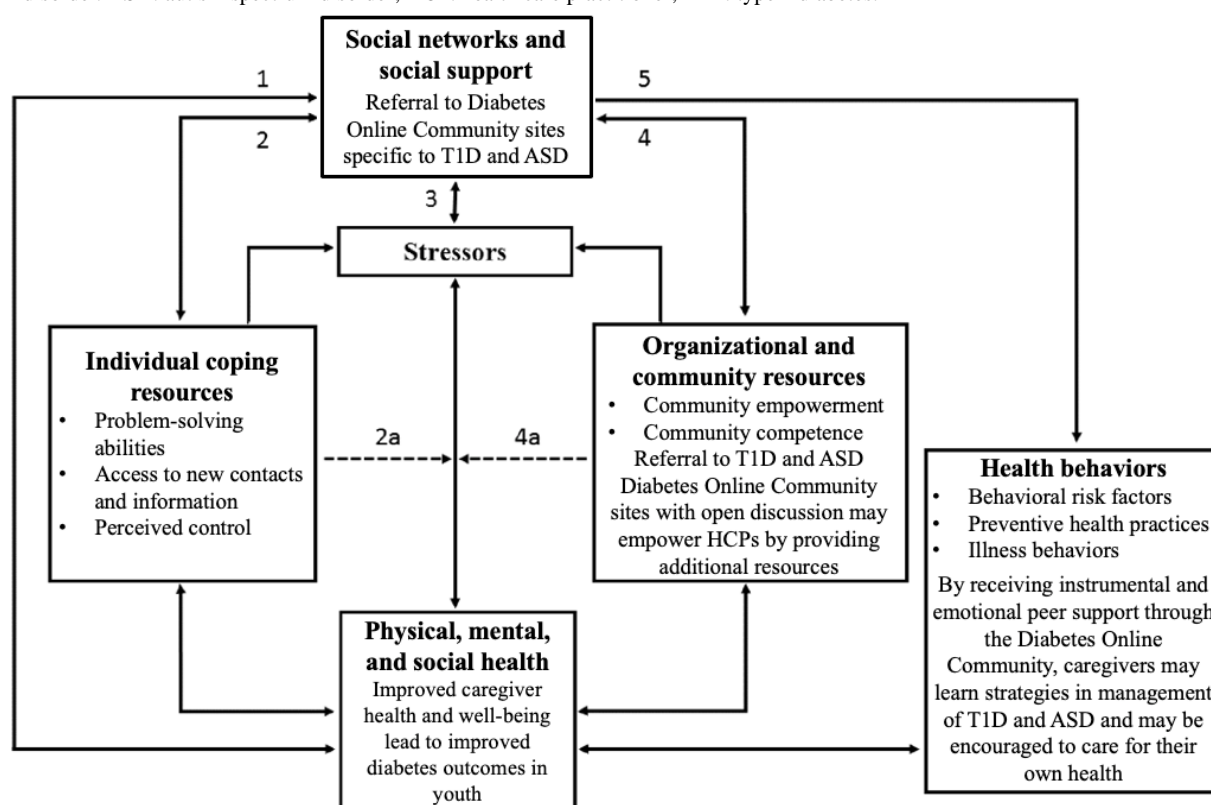 Social networks and
social support
Referral to Diabetes
Online Community sites
specific to T1D and ASD
1
2
3
4
5
Stressors
Individual coping
resources
• Problem-solving
abilities
• Access to new contacts
and information
• Perceived control
2a
4a
Organizational and
community resources
• Community empowerment
• Community competence
Referral to T1D and ASD
Diabetes Online Community
sites with open discussion may
empower HCPs by providing
additional resources
Health behaviors
• Behavioral risk factors
• Preventive health practices
• Illness behaviors
By receiving instrumental and
emotional peer support through
the Diabetes Online
Community, caregivers may
learn strategies in management
of T1D and ASD and may be
encouraged to care for their
own health
Physical, mental,
and social health
Improved caregiver
health and well-being
lead to improved
diabetes outcomes in
youth